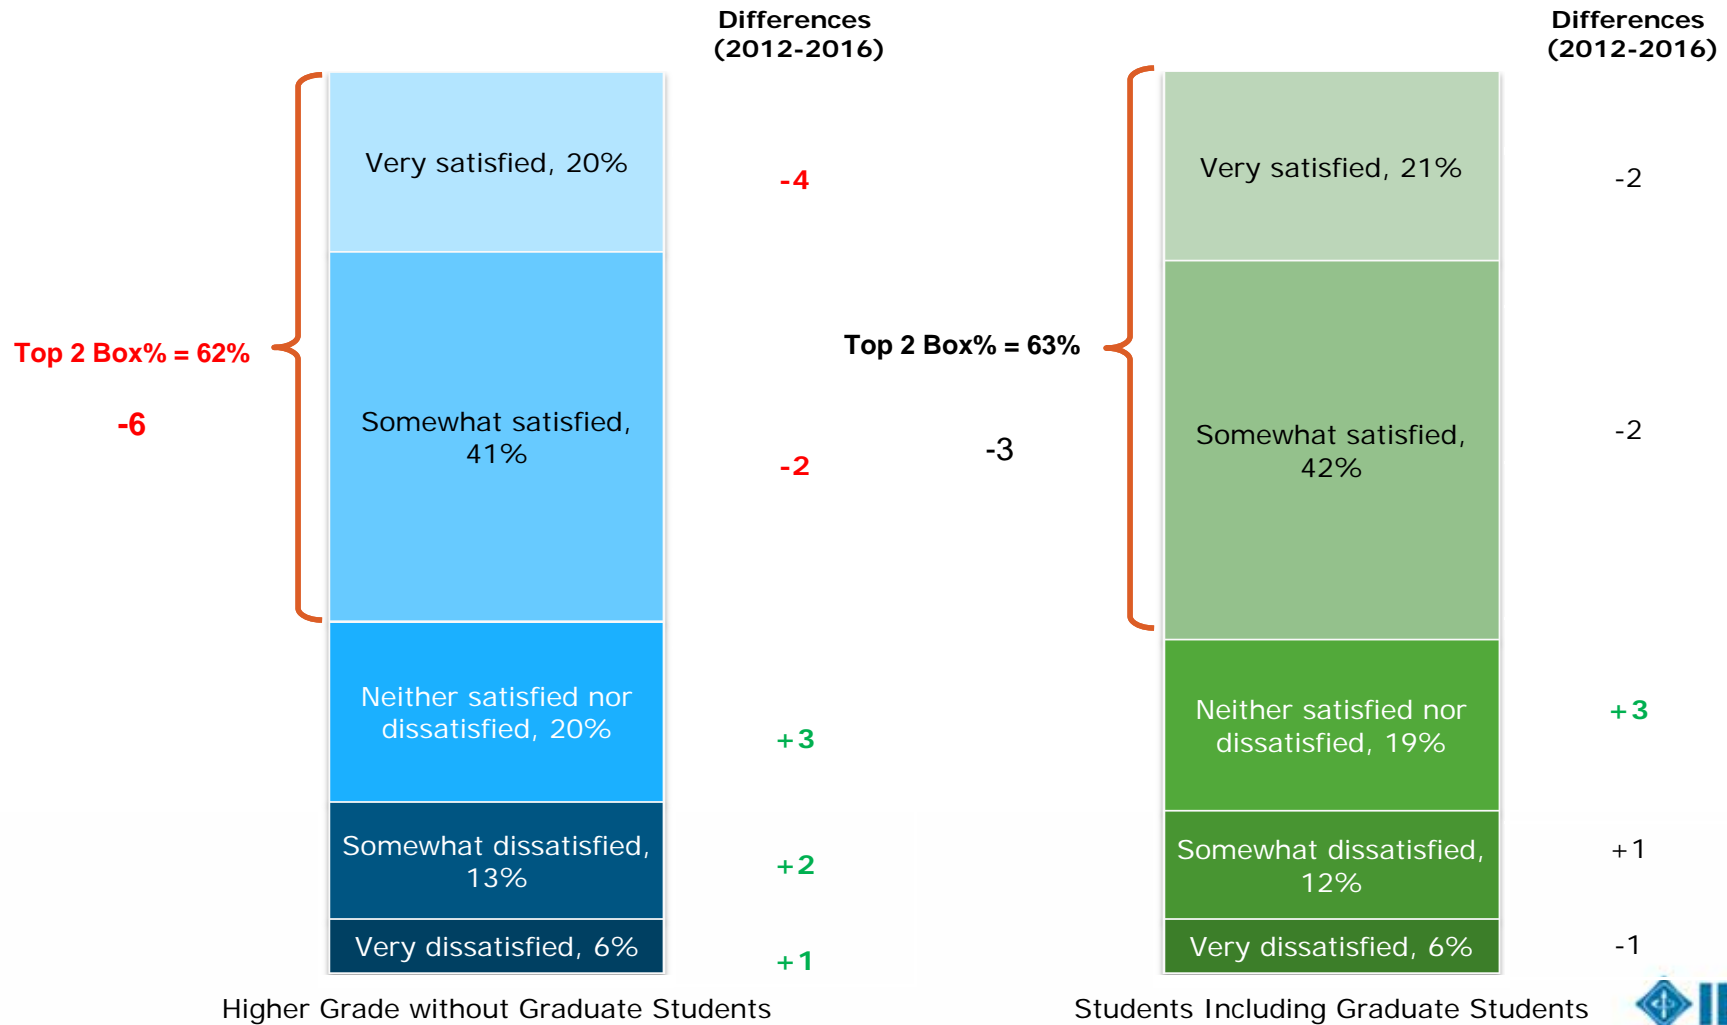 Differences
(2012-2016)
Very satisfied, 20%
-4
Top 2 Box% = 62%
-6
Somewhat satisfied,
41%
-2
Neither satisfied nor
dissatisfied, 20%
+3
Somewhat dissatisfied,
13%
+2
Very dissatisfied, 6%
+1
Higher Grade without Graduate Students
Differences
(2012-2016)
Very satisfied, 21%
-2
Top 2 Box% = 63%
-3
Somewhat satisfied,
42%
-2
Neither satisfied nor
dissatisfied, 19%
+3
Somewhat dissatisfied,
12%
+1
Very dissatisfied, 6%
-1
Students Including Graduate Students